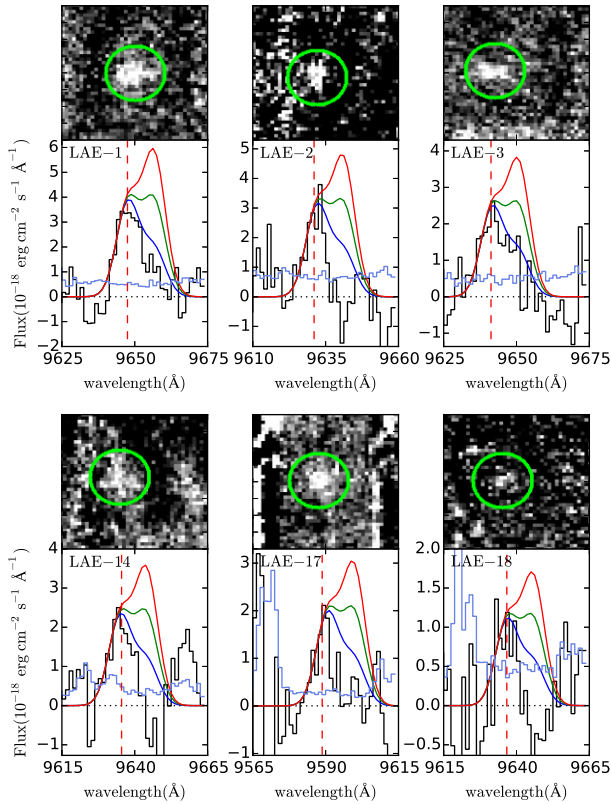 LAE−1
LAE−2
LAE−3
Flux(10⁻¹⁸ erg cm⁻² s⁻¹ Å⁻¹)
6
5
4
3
2
1
0
−1
−2
5
4
3
2
1
0
−1
4
3
2
1
0
−1
9625 9650 9675
9610 9635 9660
9625 9650 9675
wavelength(Å)
wavelength(Å)
wavelength(Å)
LAE−14
LAE−17
LAE−18
Flux(10⁻¹⁸ erg cm⁻² s⁻¹ Å⁻¹)
4
3
2
1
0
−1
3
2
1
0
−1
2.0
1.5
1.0
0.5
0.0
−0.5
9615 9640 9665
9565 9590 9615
9615 9640 9665
wavelength(Å)
wavelength(Å)
wavelength(Å)